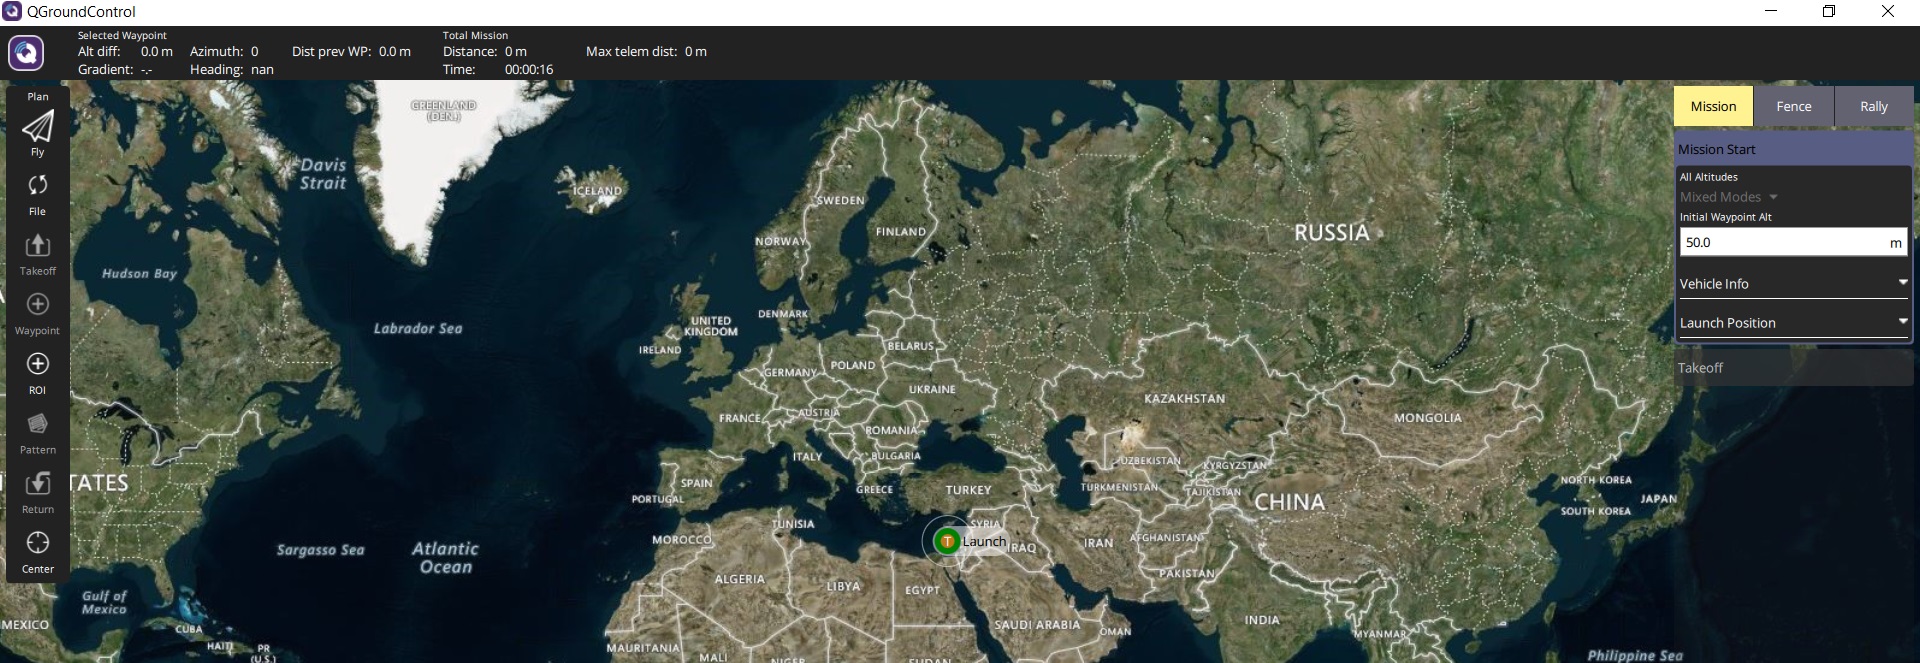 QGroundControl
Selected Waypoint
Alt diff: 0.0 m Azimuth: 0 Dist prev WP: 0.0 m
Gradient: -.- Heading: nan
Total Mission
Distance: 0 m Max telem dist: 0 m
Time: 00:00:16
Plan
Fly
File
Takeoff
Waypoint
ROI
Pattern
Return
Center
Mission Fence Rally
Mission Start
All Altitudes
Mixed Modes
Initial Waypoint Alt
50.0 m
Vehicle Info
Launch Position
Takeoff
GREENLAND
(DEN.)
Davis
Strait
ICELAND
SWEDEN
FINLAND
NORWAY
RUSSIA
Hudson Bay
Labrador Sea
DENMARK
UNITED
KINGDOM
IRELAND
BELARUS
POLAND
GERMANY
UKRAINE
FRANCE
AUSTRIA
ROMANIA
KAZAKHSTAN
MONGOLIA
ITALY
BULGARIA
UZBEKISTAN
KYRGYZSTAN
TATES
SPAIN
PORTUGAL
GREECE
TURKEY
TURKMENISTAN
TAJIKISTAN
CHINA
NORTH KOREA
JAPAN
SOUTH KOREA
TUNISIA
SYRIA
MOROCCO
T Launch
IRAQ
IRAN
AFGHANISTAN
Sargasso Sea
Atlantic
Ocean
ALGERIA
LIBYA
EGYPT
PAKISTAN
Gulf of
Mexico
MEXICO
CUBA
HAITI
PR
(U.S.)
SAUDI ARABIA
OMAN
INDIA
MYANMAR
MAURITANIA
MALI
NIGER
SUDAN
Philippine Sea